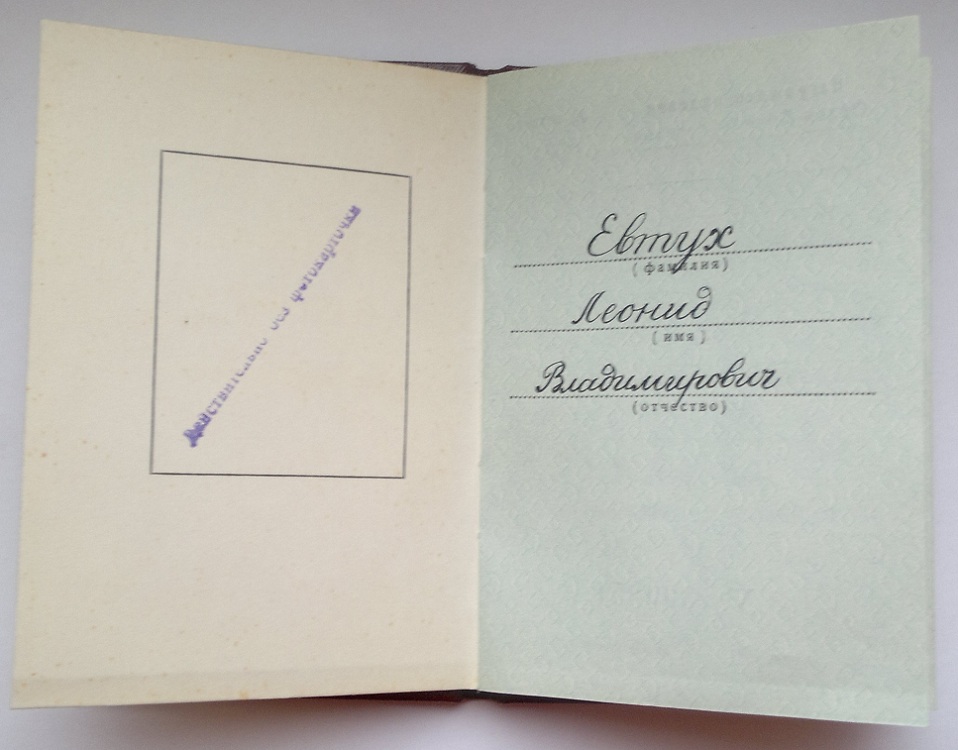 Действительно без фотокарточки
Евтух
(фамилия)
Леонид
(имя)
Владимирович
(отчество)